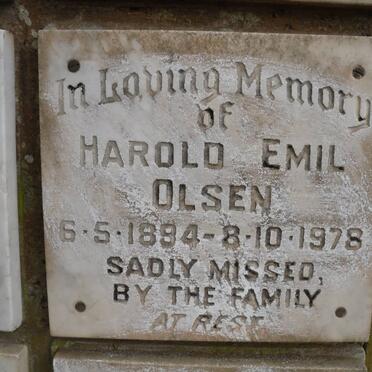 In Loving Memory
of
HAROLD EMIL
OLSEN
6·5·1894-8·10·1978
SADLY MISSED,
BY THE FAMILY
AT REST